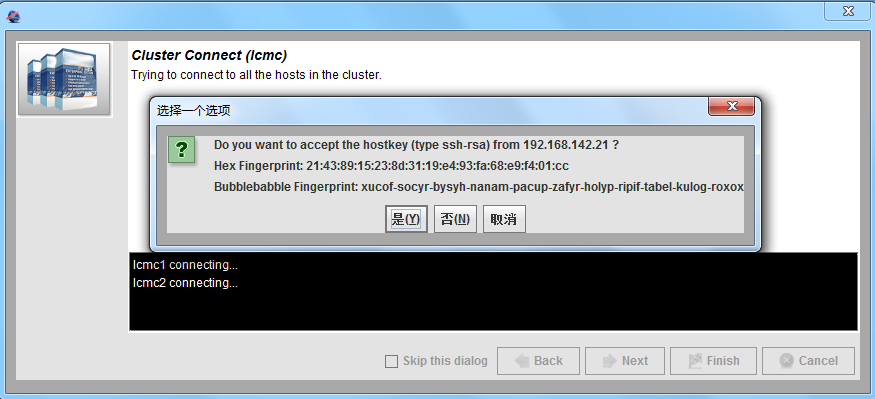 Cluster Connect (lcmc)
Trying to connect to all the hosts in the cluster.
选择一个选项
Do you want to accept the hostkey (type ssh-rsa) from 192.168.142.21 ?
Hex Fingerprint: 21:43:89:15:23:8d:31:19:e4:93:fa:68:e9:f4:01:cc
Bubblebabble Fingerprint: xucof-socyr-bysyh-nanam-pacup-zafyr-holyp-ripif-tabel-kulog-roxox
是(Y) 否(N) 取消
lcmc1 connecting...
lcmc2 connecting...
Skip this dialog Back Next Finish Cancel